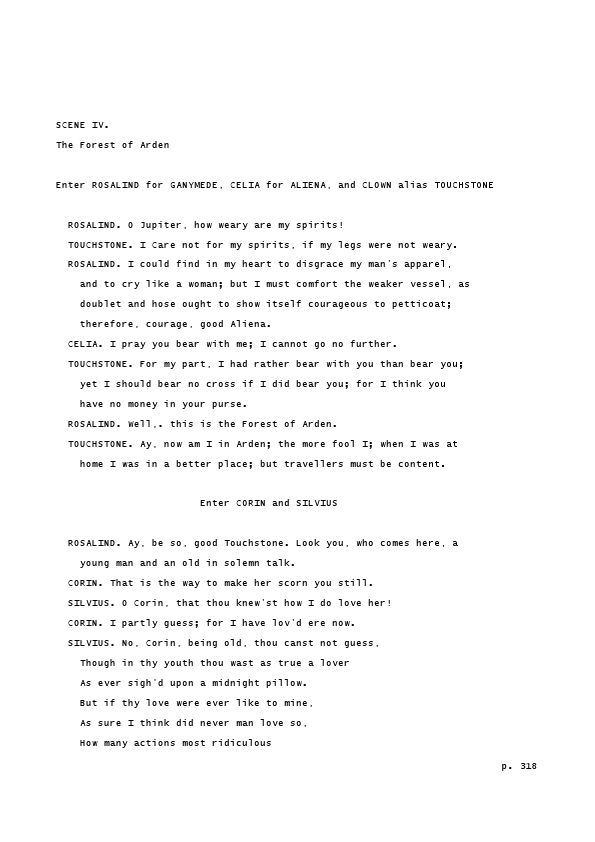 SCENE IV.
The Forest of Arden
Enter ROSALIND for GANYMEDE, CELIA for ALIENA, and CLOWN alias TOUCHSTONE
ROSALIND. O Jupiter, how weary are my spirits!
TOUCHSTONE. I Care not for my spirits, if my legs were not weary.
ROSALIND. I could find in my heart to disgrace my man's apparel,
and to cry like a woman; but I must comfort the weaker vessel, as
doublet and hose ought to show itself courageous to petticoat;
therefore, courage, good Aliena.
CELIA. I pray you bear with me; I cannot go no further.
TOUCHSTONE. For my part, I had rather bear with you than bear you;
yet I should bear no cross if I did bear you; for I think you
have no money in your purse.
ROSALIND. Well,. this is the Forest of Arden.
TOUCHSTONE. Ay, now am I in Arden; the more fool I; when I was at
home I was in a better place; but travellers must be content.
Enter CORIN and SILVIUS
ROSALIND. Ay, be so, good Touchstone. Look you, who comes here, a
young man and an old in solemn talk.
CORIN. That is the way to make her scorn you still.
SILVIUS. O Corin, that thou knew'st how I do love her!
CORIN. I partly guess; for I have lov'd ere now.
SILVIUS. No, Corin, being old, thou canst not guess,
Though in thy youth thou wast as true a lover
As ever sigh'd upon a midnight pillow.
But if thy love were ever like to mine,
As sure I think did never man love so,
How many actions most ridiculous
p. 318